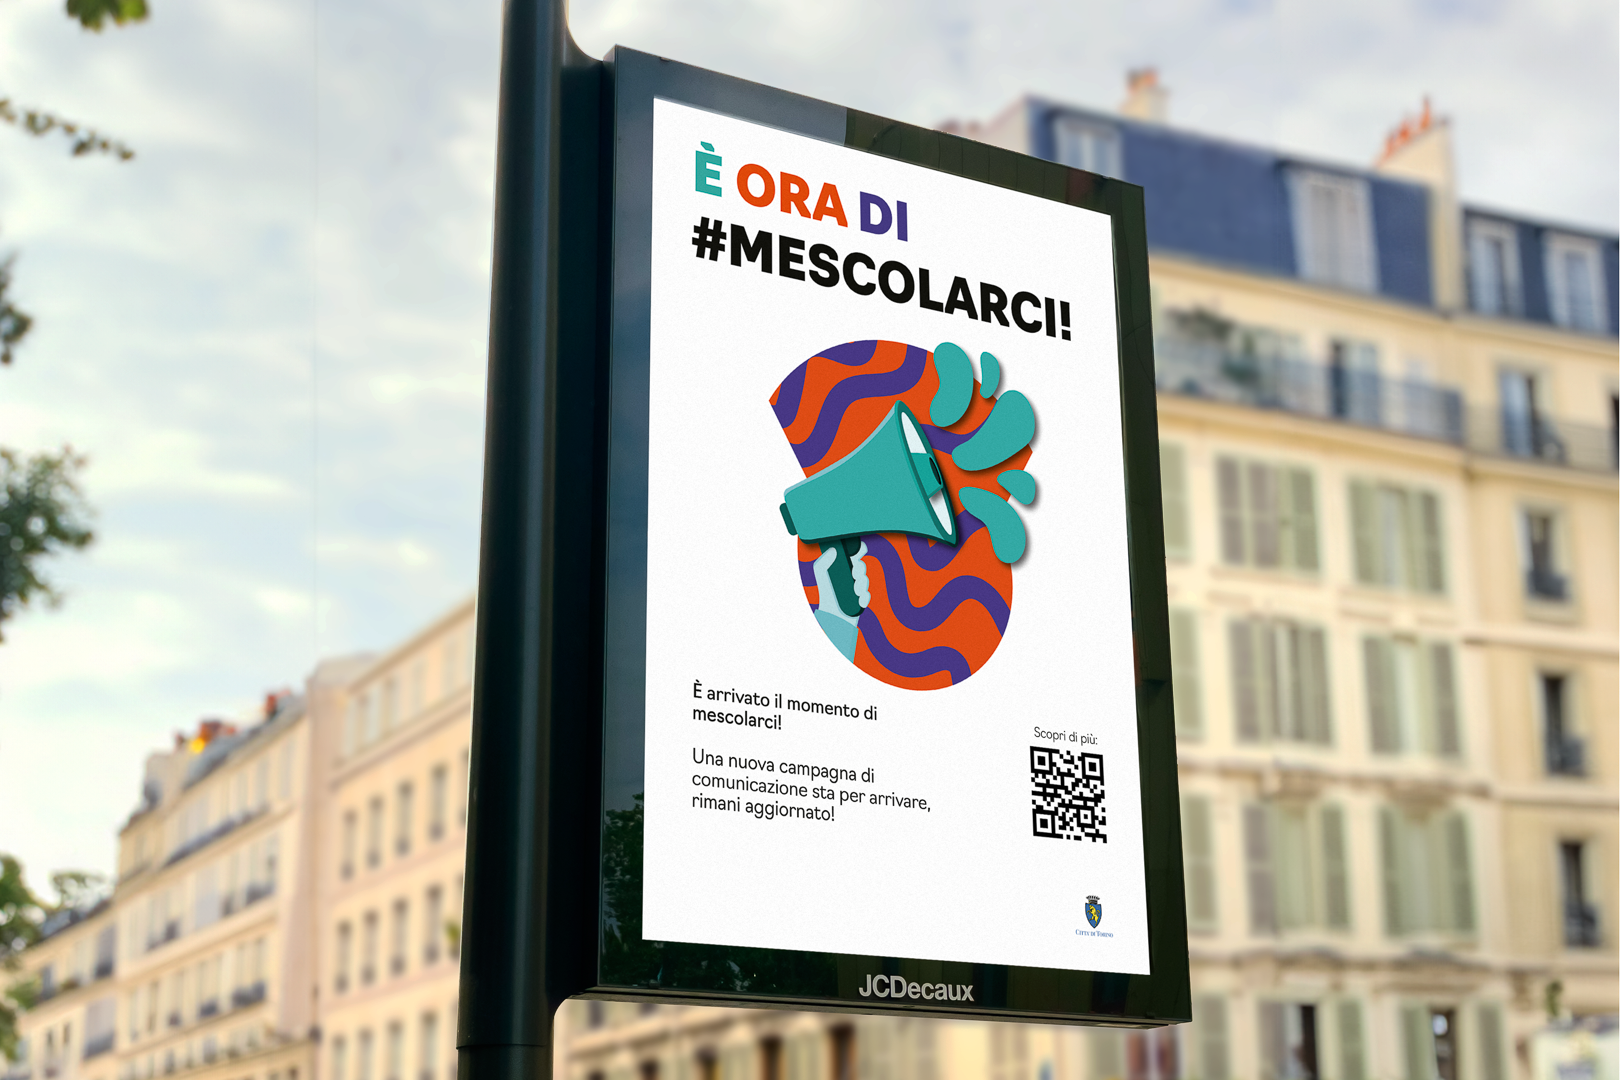 È ORA DI
#MESCOLARCI!
È arrivato il momento di
mescolarci!
Una nuova campagna di
comunicazione sta per arrivare,
rimani aggiornato!
Scopri di più:
CITTÀ DI TORINO
JCDecaux